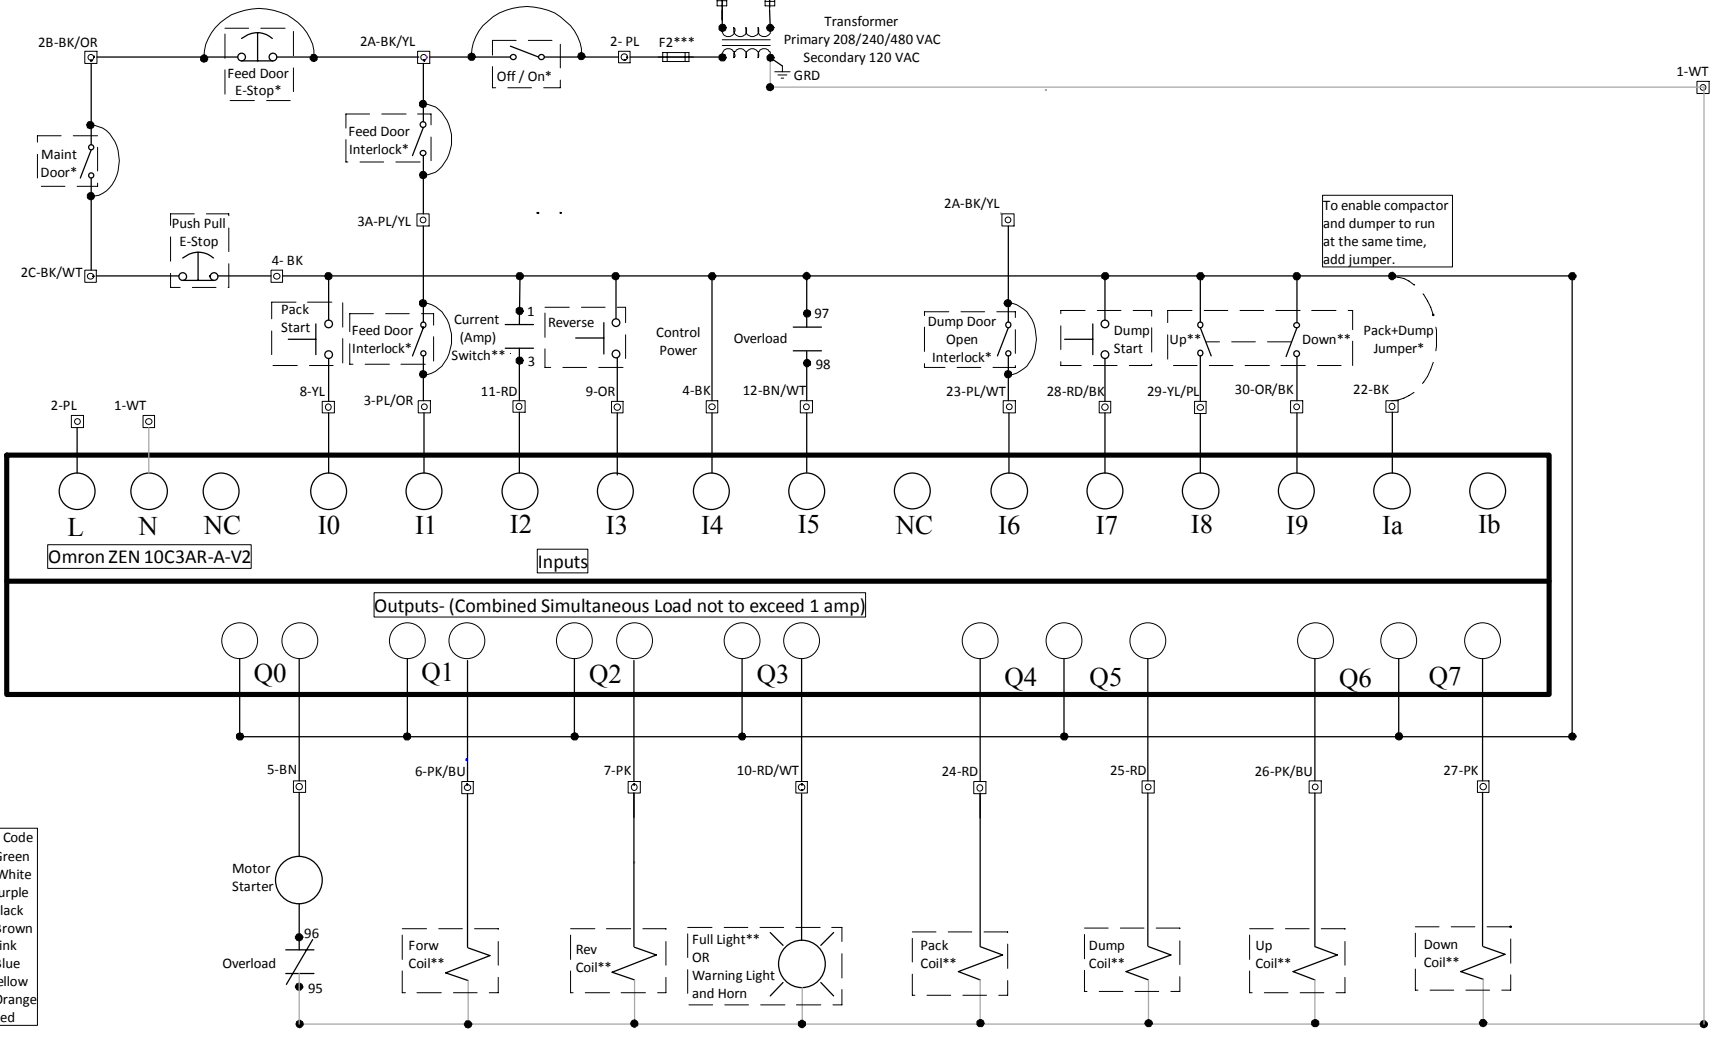 Transformer
Primary 208/240/480 VAC
Secondary 120 VAC
GRD
2B-BK/OR
2A-BK/YL
2- PL
F2***
1-WT
Feed Door
E-Stop*
Off / On*
Maint
Door*
Feed Door
Interlock*
3A-PL/YL
2A-BK/YL
To enable compactor
and dumper to run
at the same time,
add jumper.
Push Pull
E-Stop
2C-BK/WT
4- BK
Pack
Start
Feed Door
Interlock*
Current
(Amp)
Switch**
1
3
Reverse
Control
Power
Overload
97
98
Dump Door
Open
Interlock*
Dump
Start
Up**
Down**
Pack+Dump
Jumper*
2-PL
1-WT
8-YL
3-PL/OR
11-RD
9-OR
4-BK
12-BN/WT
23-PL/WT
28-RD/BK
29-YL/PL
30-OR/BK
22-BK
L
N
NC
I0
I1
I2
I3
I4
I5
NC
I6
I7
I8
I9
Ia
Ib
Omron ZEN 10C3AR-A-V2
Inputs
Outputs- (Combined Simultaneous Load not to exceed 1 amp)
Q0
Q1
Q2
Q3
Q4
Q5
Q6
Q7
5-BN
6-PK/BU
7-PK
10-RD/WT
24-RD
25-RD
26-PK/BU
27-PK
Code
Motor
Starter
96
Overload
95
Forw
Coil**
Rev
Coil**
Full Light**
OR
Warning Light
and Horn
Pack
Coil**
Dump
Coil**
Up
Coil**
Down
Coil**
Green
White
Brown
Blue
Orange